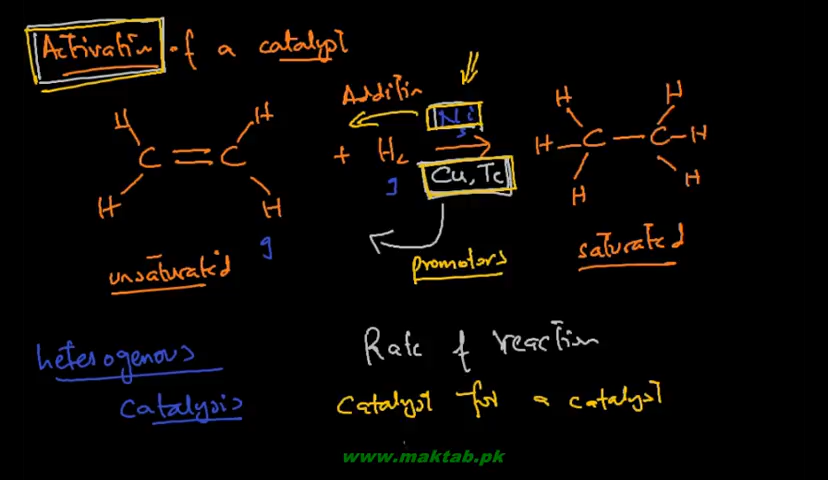 Activation of a catalyst
Addition
Ni
s
H H
C = C + H2 → C — C
Cu, Te
H H
g
g
H H
H H
H H
unsaturated
promotors
saturated
heterogenous
catalysis
Rate of reaction
catalyst for a catalyst
www.maktab.pk